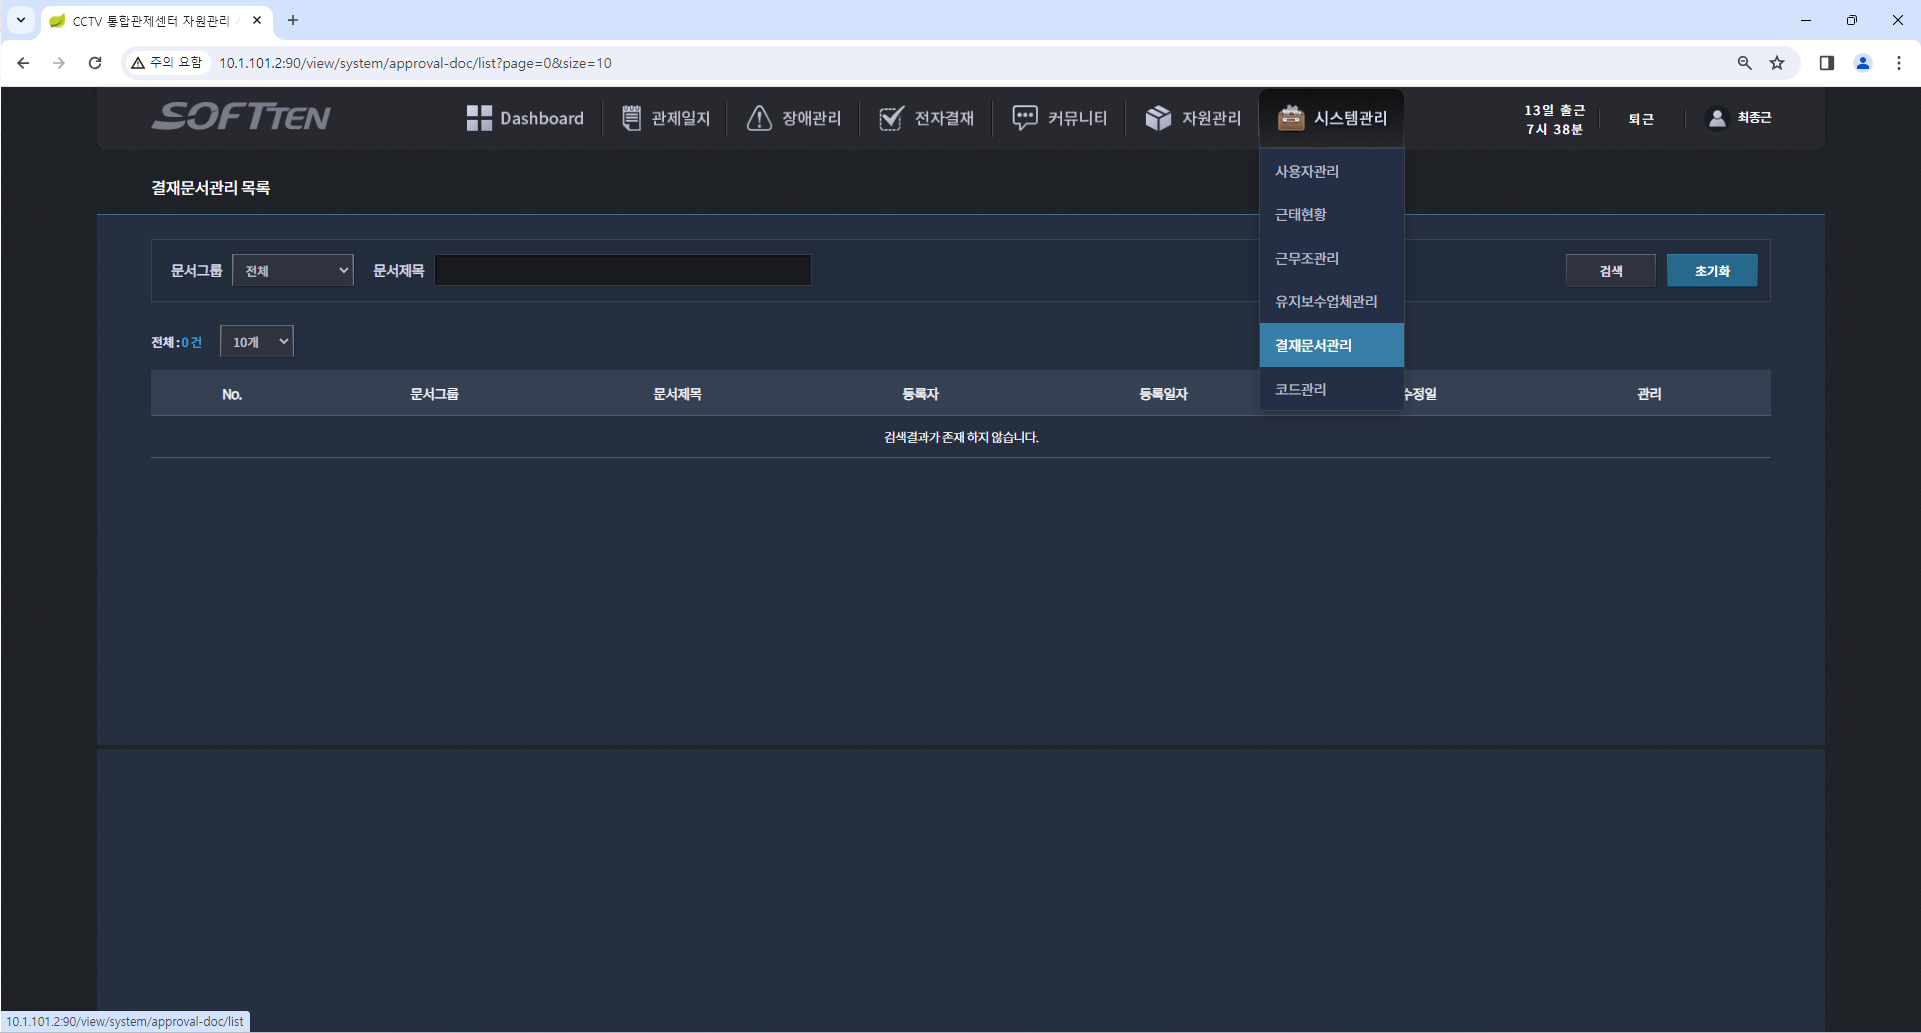 CCTV 통합관제센터 자원관리
주의 요함 10.1.101.2:90/view/system/approval-doc/list?page=0&size=10
SOFTTEN
Dashboard
관제일지
장애관리
전자결재
커뮤니티
자원관리
시스템관리
13일 출근
7시 38분
퇴근
최종근
사용자관리
근태현황
근무조관리
유지보수업체관리
결재문서관리
코드관리
결재문서관리 목록
문서그룹 전체 문서제목 검색 초기화
전체 : 0 건 10개
No. 문서그룹 문서제목 등록자 등록일자 수정일 관리
검색결과가 존재 하지 않습니다.
10.1.101.2:90/view/system/approval-doc/list